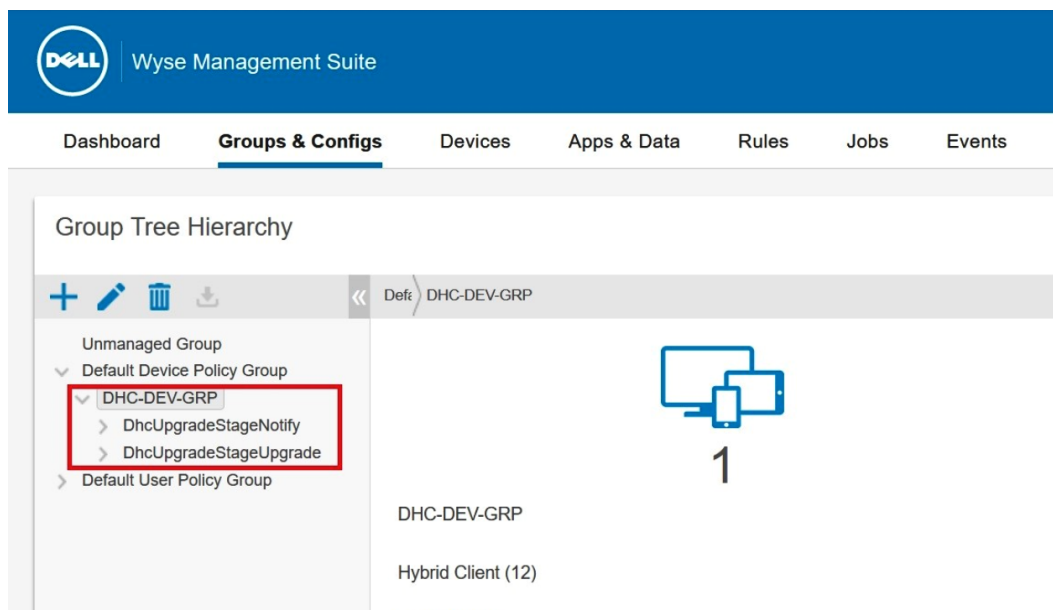 DELL
Wyse Management Suite
Dashboard Groups & Configs Devices Apps & Data Rules Jobs Events
Group Tree Hierarchy
Defa DHC-DEV-GRP
Unmanaged Group
Default Device Policy Group
DHC-DEV-GRP
DhcUpgradeStageNotify
DhcUpgradeStageUpgrade
Default User Policy Group
1
DHC-DEV-GRP
Hybrid Client (12)